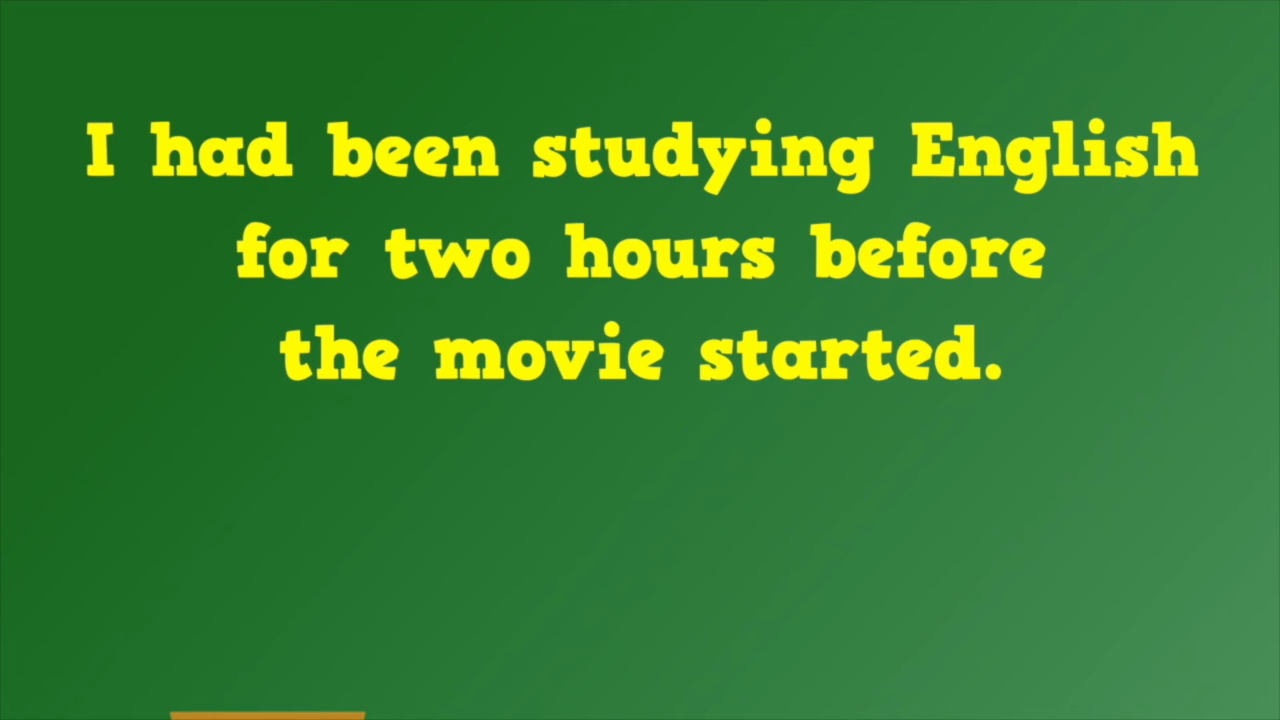 I had been studying English
for two hours before
the movie started.